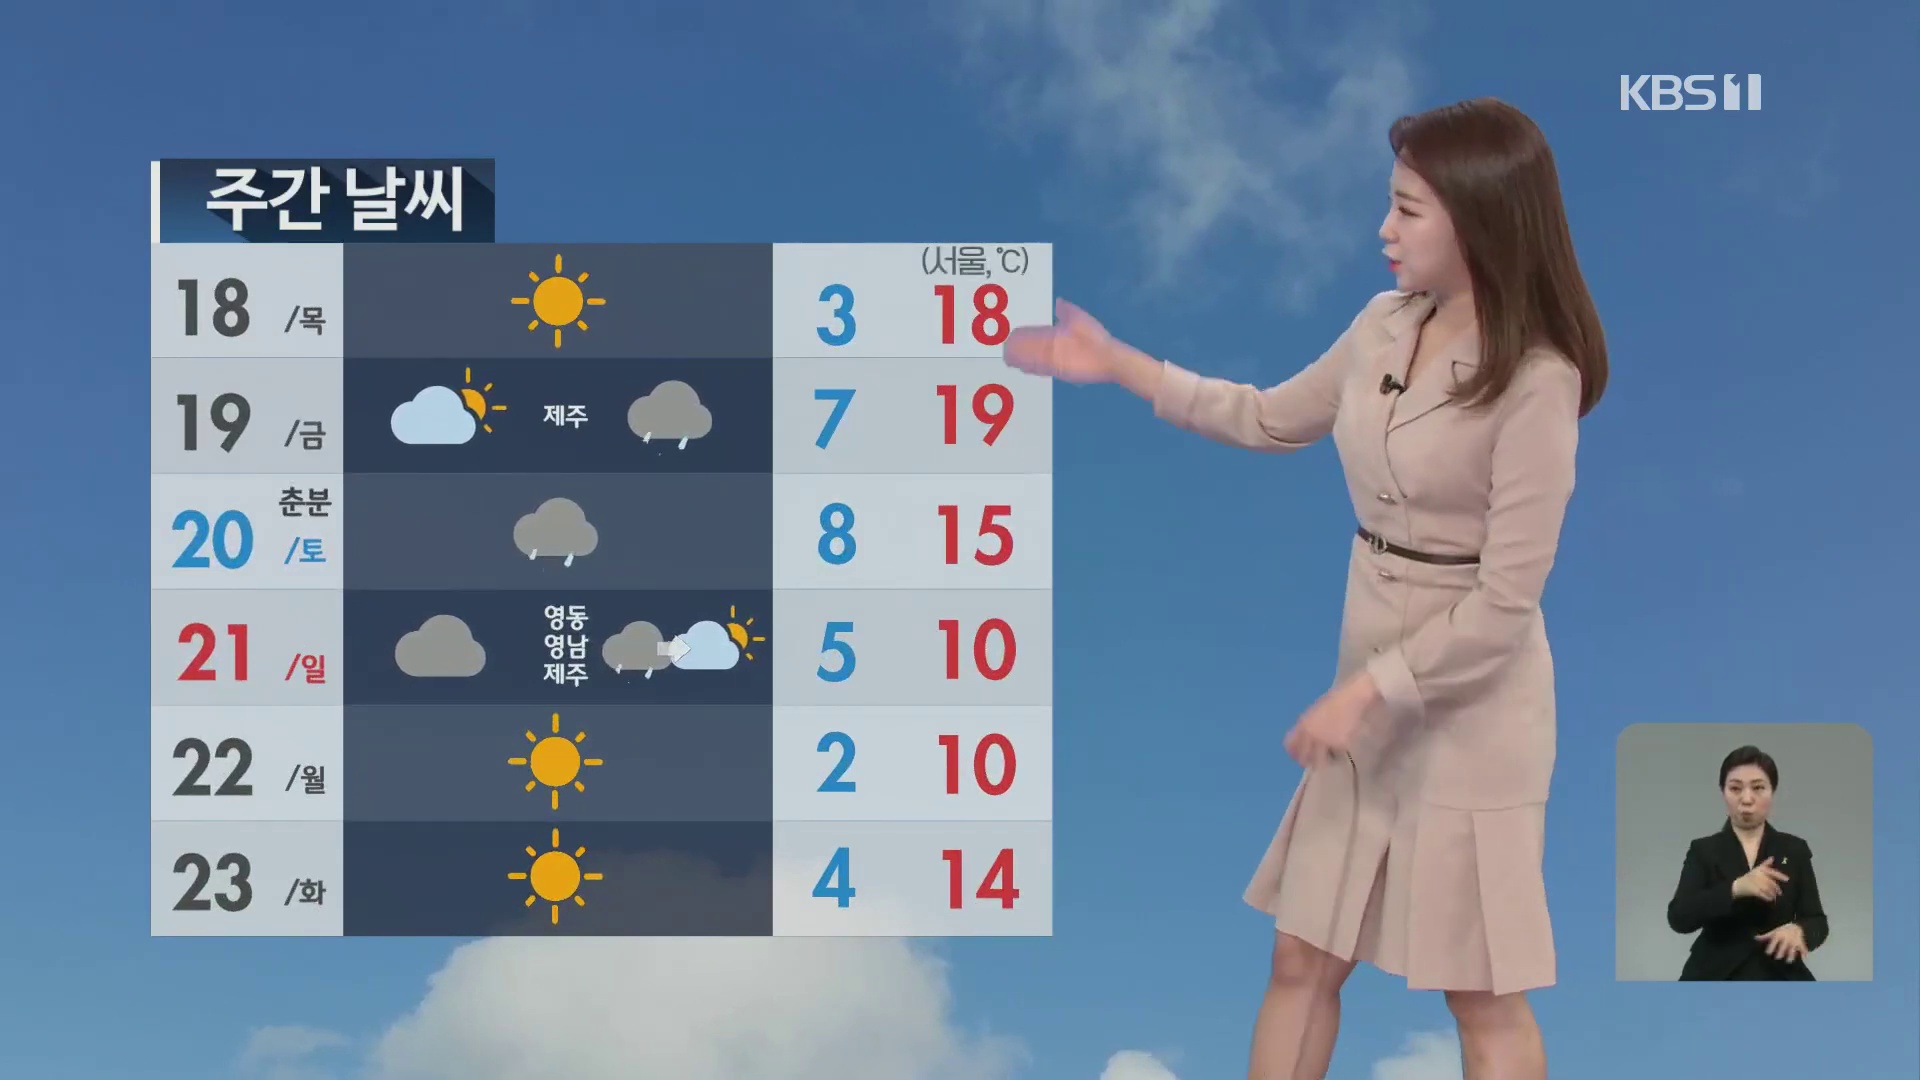 KBS 1
주간 날씨
(서울, ℃)
18 /목 3 18
19 /금 제주 7 19
20 춘분 /토 8 15
21 /일 영동 영남 제주 5 10
22 /월 2 10
23 /화 4 14